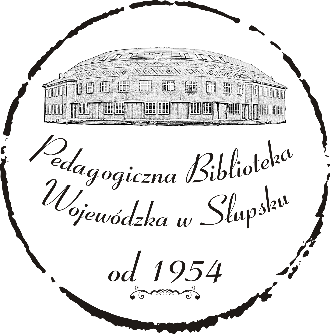 Pedagogiczna Biblioteka
Wojewódzka w Słupsku
od 1954